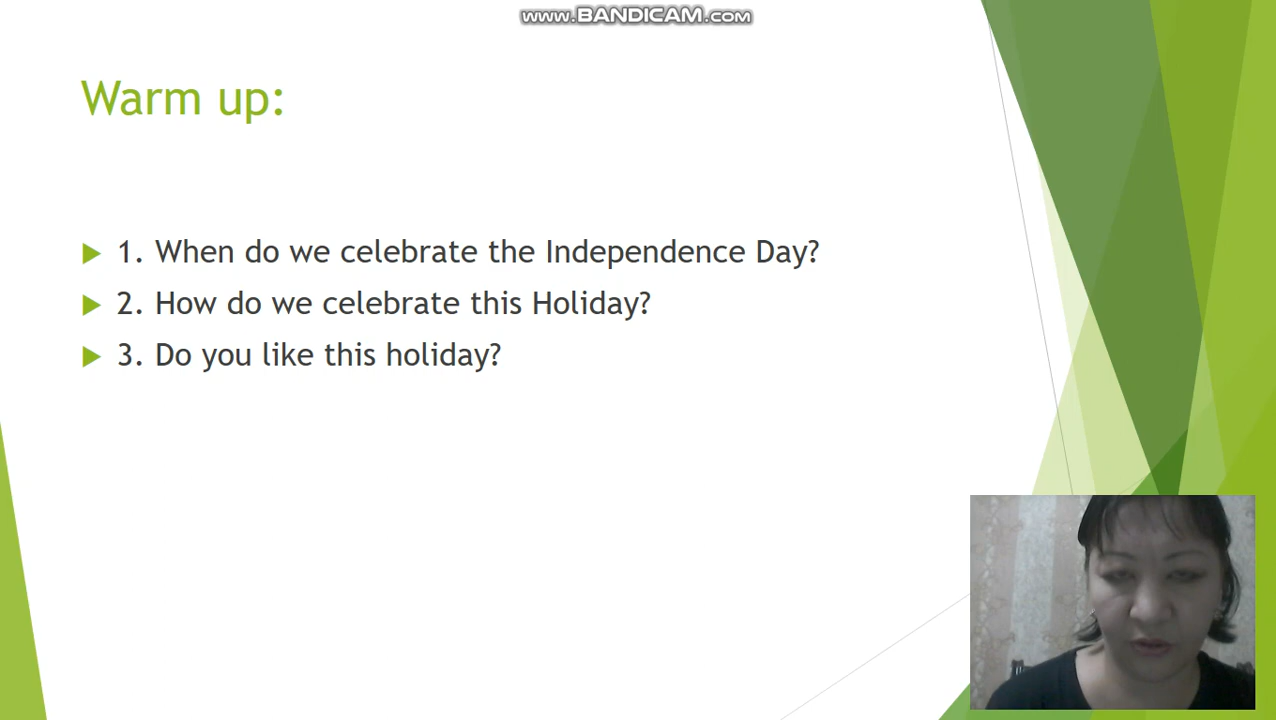 www.BANDICAM.com
Warm up:
1. When do we celebrate the Independence Day?
2. How do we celebrate this Holiday?
3. Do you like this holiday?